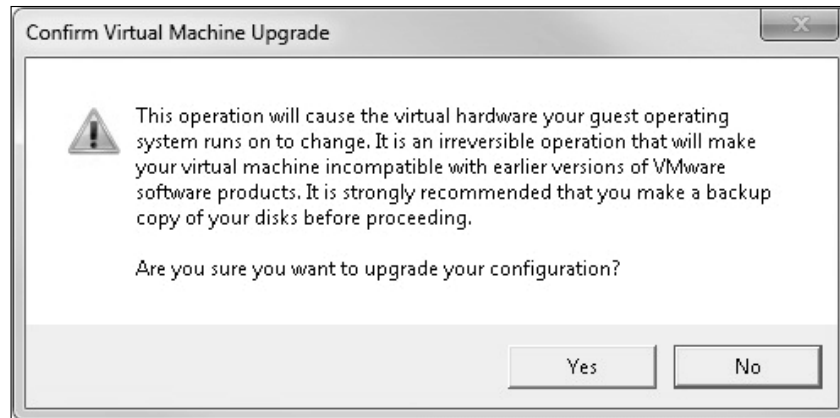 Confirm Virtual Machine Upgrade
This operation will cause the virtual hardware your guest operating
system runs on to change. It is an irreversible operation that will make
your virtual machine incompatible with earlier versions of VMware
software products. It is strongly recommended that you make a backup
copy of your disks before proceeding.
Are you sure you want to upgrade your configuration?
Yes
No